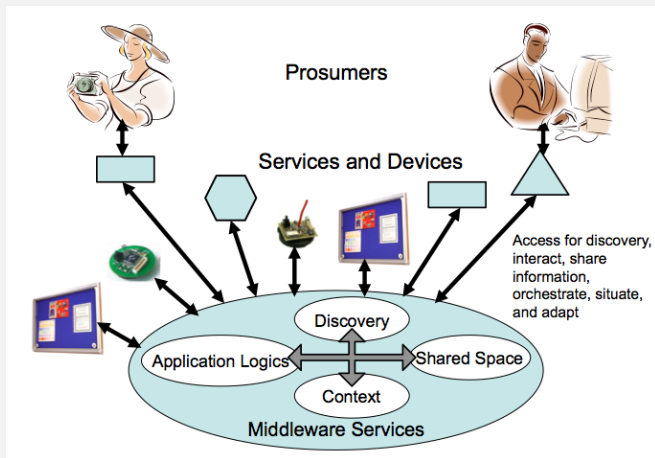 Prosumers
Services and Devices
Access for discovery,
interact, share
information,
orchestrate, situate,
and adapt
Discovery
Application Logics
Shared Space
Context
Middleware Services